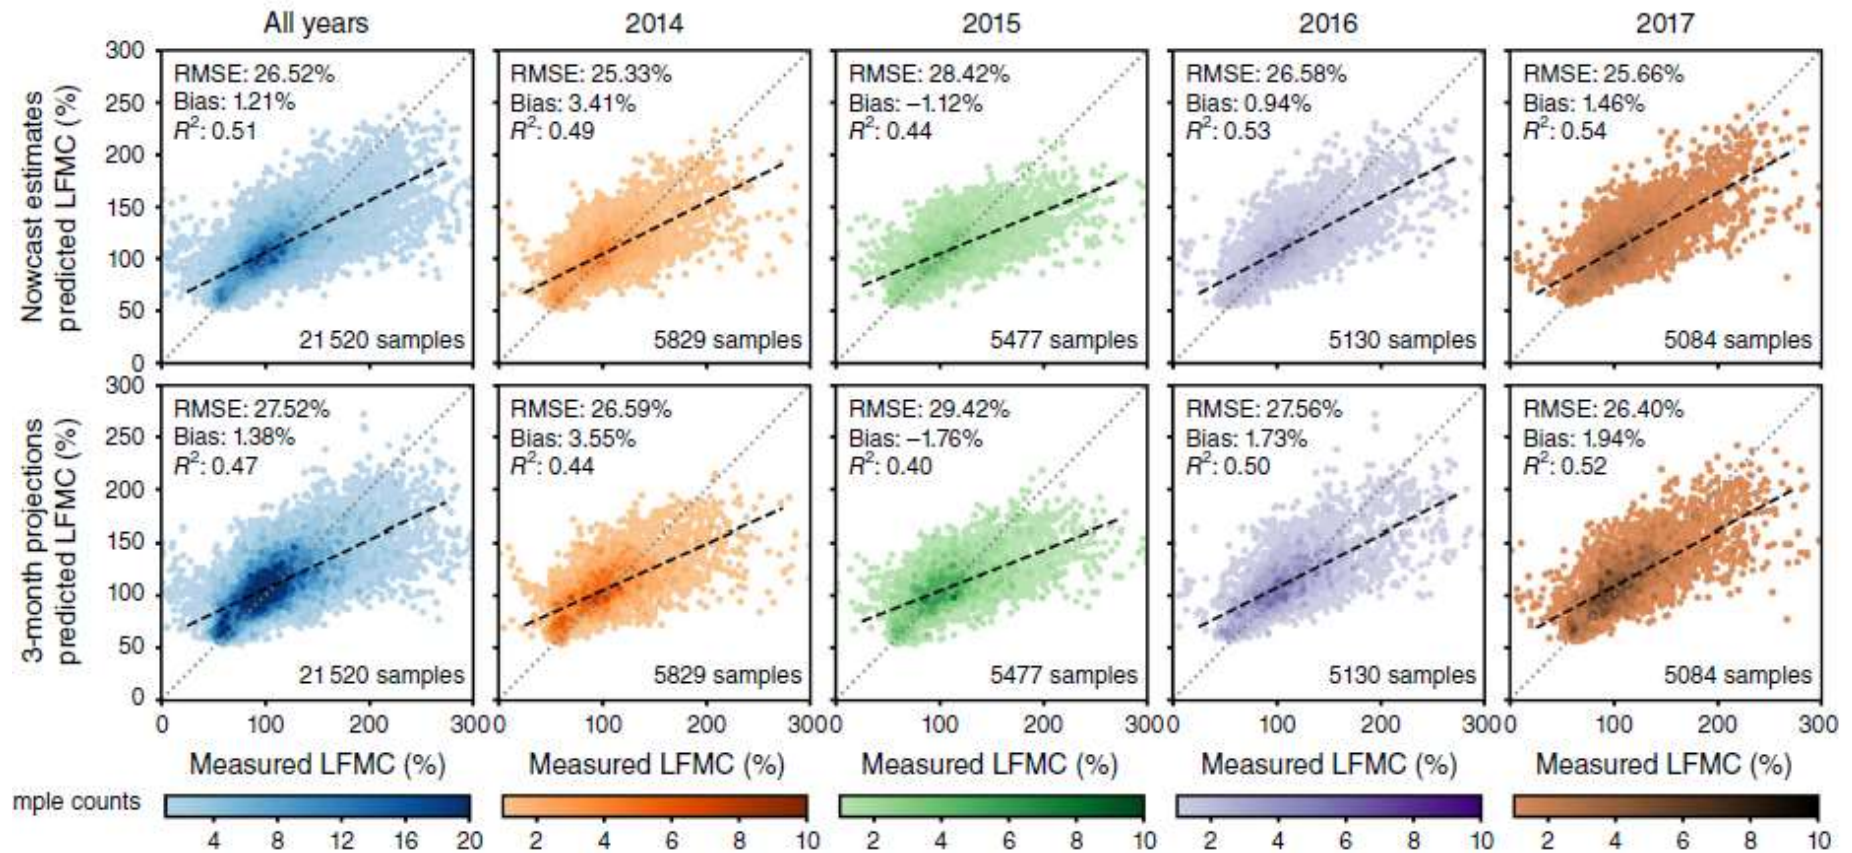 All years
2014
2015
2016
2017
Nowcast estimates
predicted LFMC (%)
300
250
200
150
100
50
0
RMSE: 26.52%
Bias: 1.21%
R²: 0.51
21 520 samples
RMSE: 25.33%
Bias: 3.41%
R²: 0.49
5829 samples
RMSE: 28.42%
Bias: −1.12%
R²: 0.44
5477 samples
RMSE: 26.58%
Bias: 0.94%
R²: 0.53
5130 samples
RMSE: 25.66%
Bias: 1.46%
R²: 0.54
5084 samples
3-month projections
predicted LFMC (%)
300
250
200
150
100
50
0
RMSE: 27.52%
Bias: 1.38%
R²: 0.47
21 520 samples
RMSE: 26.59%
Bias: 3.55%
R²: 0.44
5829 samples
RMSE: 29.42%
Bias: −1.76%
R²: 0.40
5477 samples
RMSE: 27.56%
Bias: 1.73%
R²: 0.50
5130 samples
RMSE: 26.40%
Bias: 1.94%
R²: 0.52
5084 samples
0 100 200 300
0 100 200 300
0 100 200 300
0 100 200 300
0 100 200 300
Measured LFMC (%)
Measured LFMC (%)
Measured LFMC (%)
Measured LFMC (%)
Measured LFMC (%)
mple counts
4 8 12 16 20
2 4 6 8 10
2 4 6 8 10
2 4 6 8 10
2 4 6 8 10